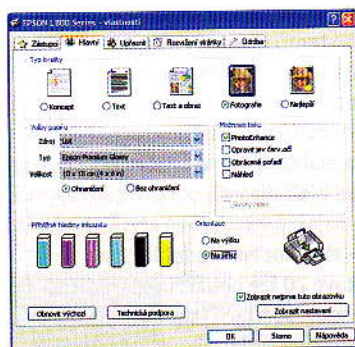 EPSON L800 Series - vlastnosti
Zástupci Hlavní Upřesnit Rozvržení stránky Údržba
Typ kvality
Koncept Text Text a obraz Fotografie Nejlepší
Volby papíru
Zdroj List
Typ Epson Premium Glossy
Velikost 10 x 15 cm (4 x 6 in)
Ohraničení Bez ohraničení
Možnosti tisku
PhotoEnhance
Opravit jev červ.očí
Obrácené pořadí
Náhled
Přibližné hladiny inkoustu
Orientace
Na výšku
Na šířku
Zobrazit nejprve tuto obrazovku
Obnovit výchozí Technická podpora Zobrazit nastavení
OK Storno Nápověda